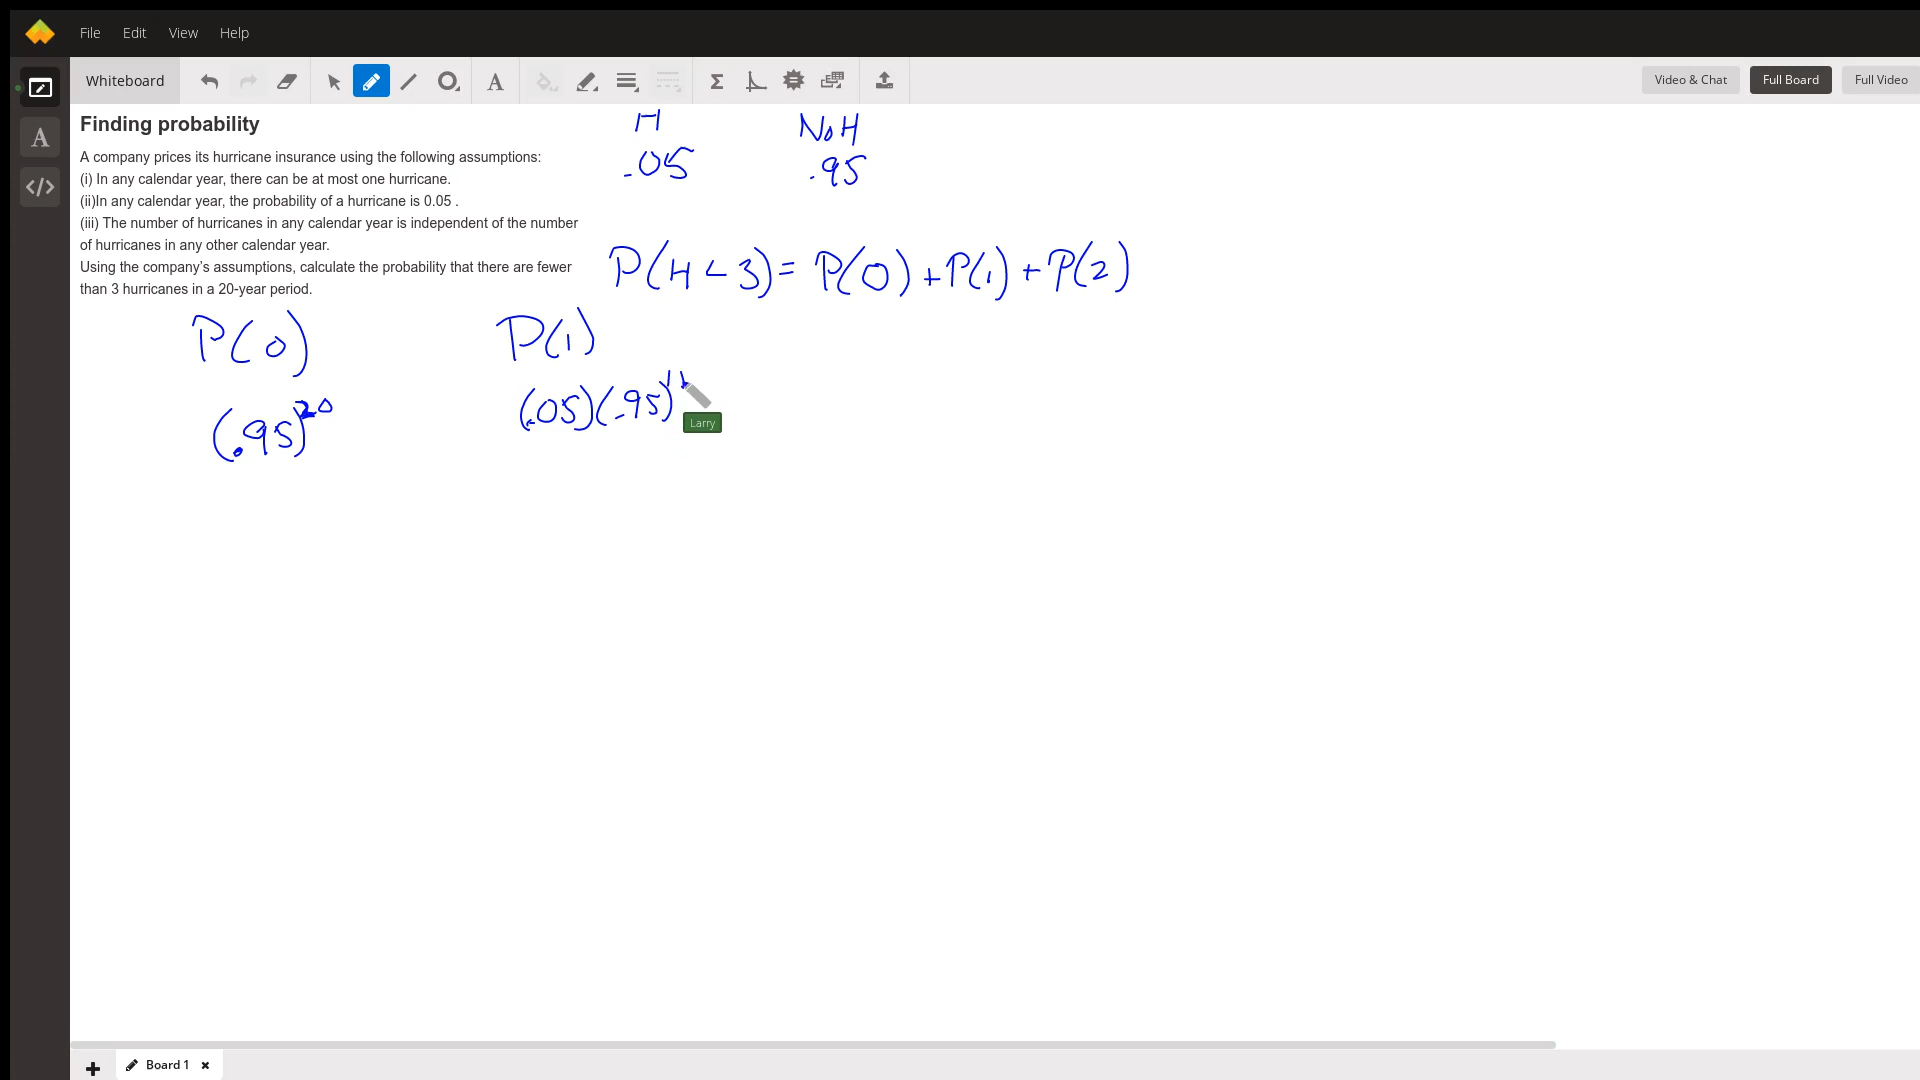 File Edit View Help
Whiteboard
A
Σ
Video & Chat Full Board Full Video
A
</>
Finding probability
A company prices its hurricane insurance using the following assumptions:
(i) In any calendar year, there can be at most one hurricane.
(ii)In any calendar year, the probability of a hurricane is 0.05 .
(iii) The number of hurricanes in any calendar year is independent of the number
of hurricanes in any other calendar year.
Using the company's assumptions, calculate the probability that there are fewer
than 3 hurricanes in a 20-year period.
H NoH
.05 .95
P(H < 3) = P(0) + P(1) + P(2)
P(0) P(1)
(.95)^20 (.05)(.95)
Larry
Board 1